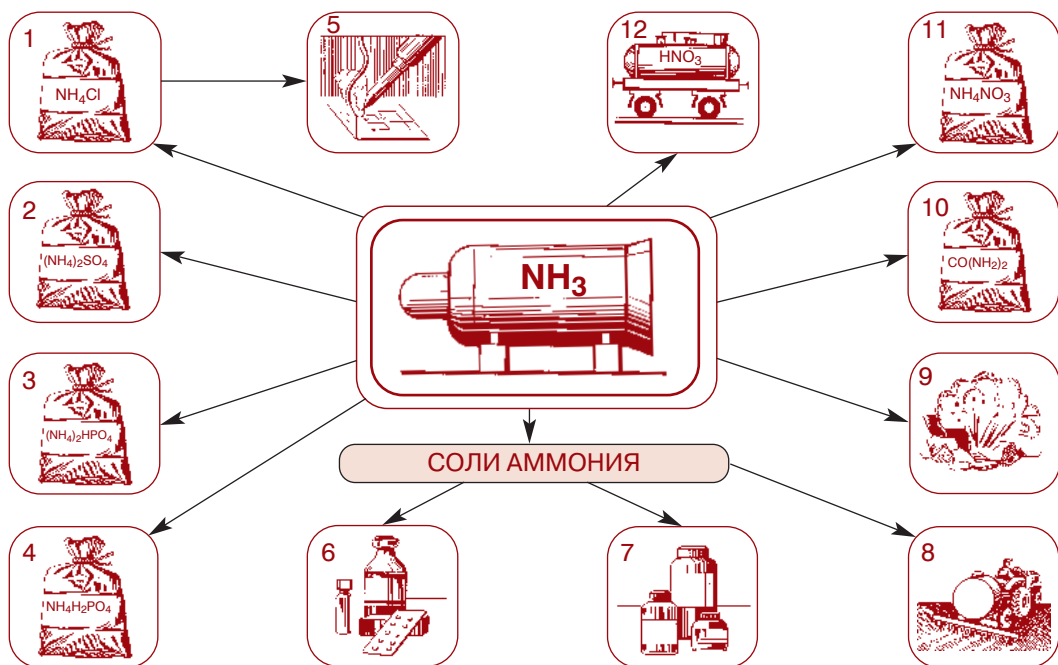 1
NH₄Cl
5
12
HNO₃
11
NH₄NO₃
2
(NH₄)₂SO₄
NH₃
10
CO(NH₂)₂
3
(NH₄)₂HPO₄
9
СОЛИ АММОНИЯ
4
NH₄H₂PO₄
6
7
8